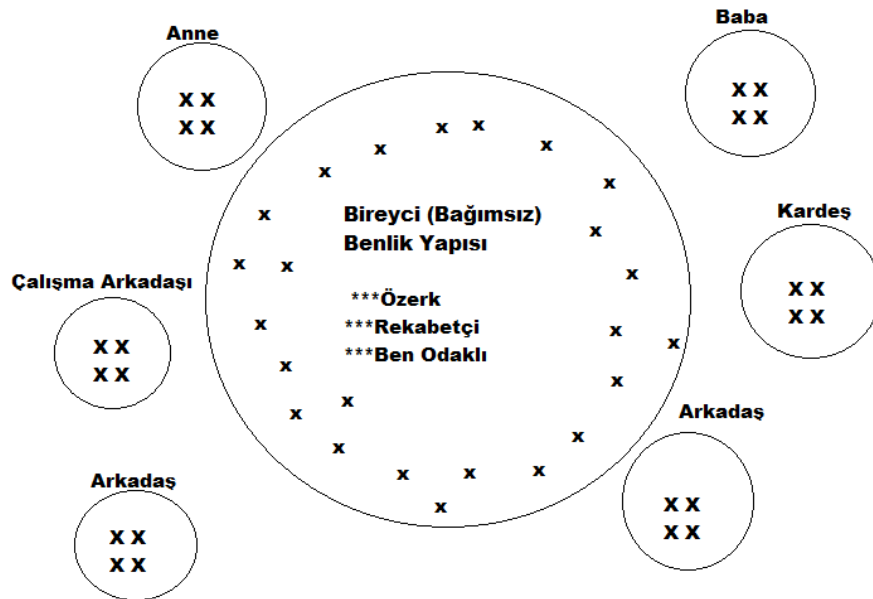 Anne
Baba
X X
X X
X X
X X
x x x x x x
Bireyci (Bağımsız)
Benlik Yapısı
x x
Kardeş
x x x
Çalışma Arkadaşı
***Özerk
X X
X X
***Rekabetçi
x x x
***Ben Odaklı
X X
X X
x x
x x
Arkadaş
x x
Arkadaş
x x x
x
X X
X X
X X
X X